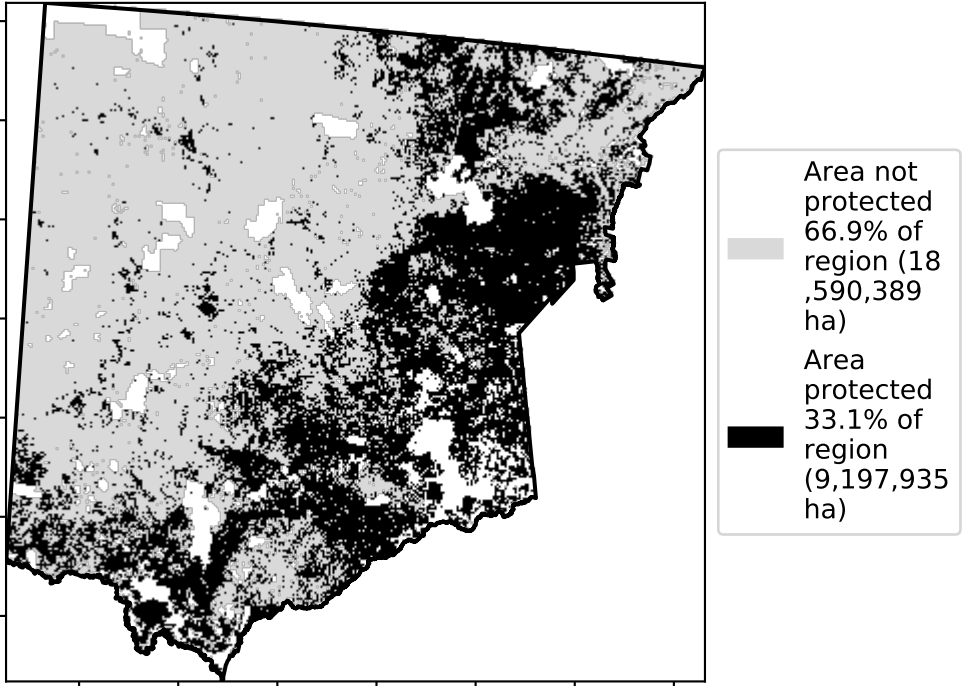 Area not
protected
66.9% of
region (18
,590,389
ha)
Area
protected
33.1% of
region
(9,197,935
ha)